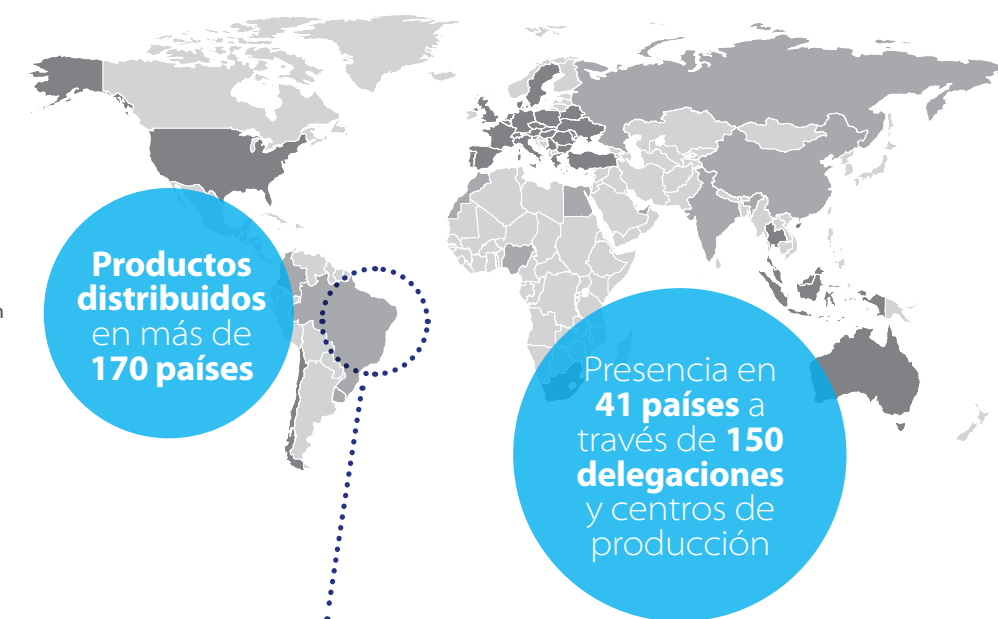 Productos
distribuidos
en más de
170 países
Presencia en
41 países a
través de 150
delegaciones
y centros de
producción